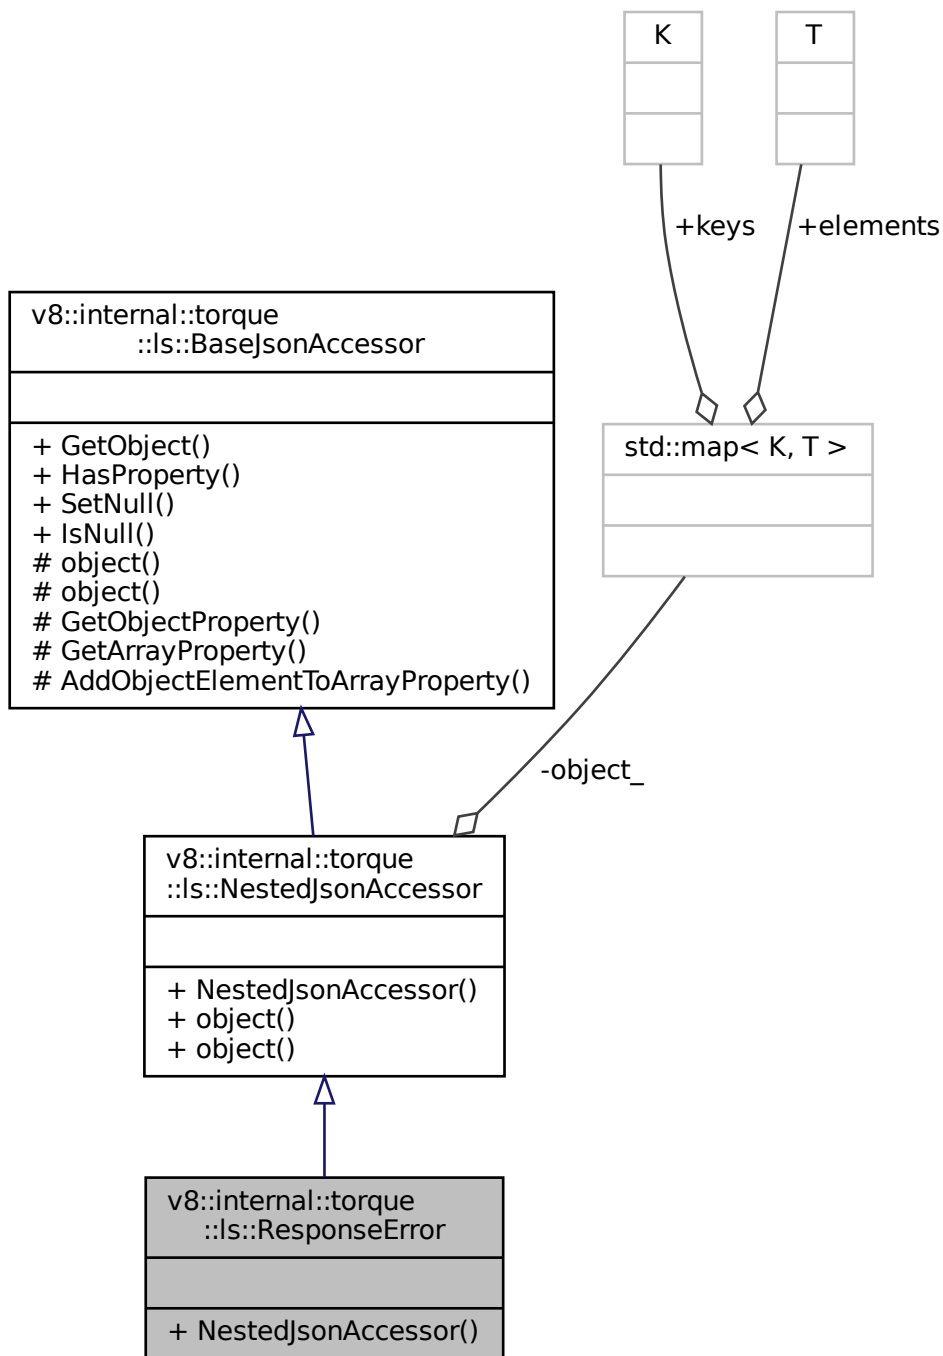 K
T
+keys
+elements
v8::internal::torque
::ls::BaseJsonAccessor
+ GetObject()
+ HasProperty()
+ SetNull()
+ IsNull()
# object()
# object()
# GetObjectProperty()
# GetArrayProperty()
# AddObjectElementToArrayProperty()
std::map< K, T >
-object_
v8::internal::torque
::ls::NestedJsonAccessor
+ NestedJsonAccessor()
+ object()
+ object()
v8::internal::torque
::ls::ResponseError
+ NestedJsonAccessor()